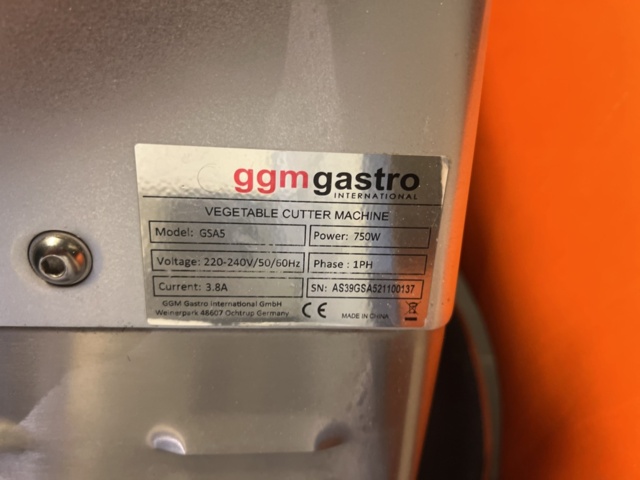 ggmgastro
INTERNATIONAL
VEGETABLE CUTTER MACHINE
Model: GSA5 Power: 750W
Voltage: 220-240V/50/60Hz Phase : 1PH
Current: 3.8A SN: AS39GSA521100137
GGM Gastro International GmbH
Weinerpark 48607 Ochtrup Germany CE MADE IN CHINA